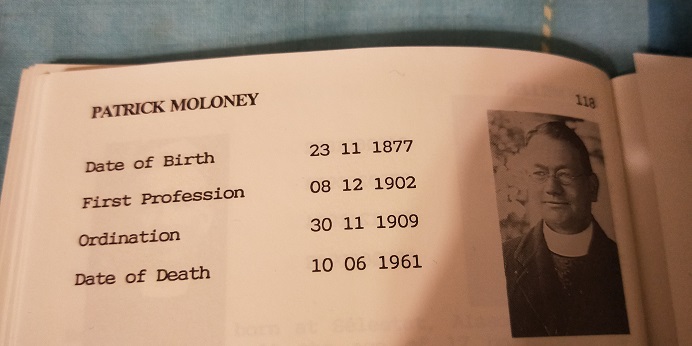 118
PATRICK MOLONEY
Date of Birth 23 11 1877
First Profession 08 12 1902
Ordination 30 11 1909
Date of Death 10 06 1961